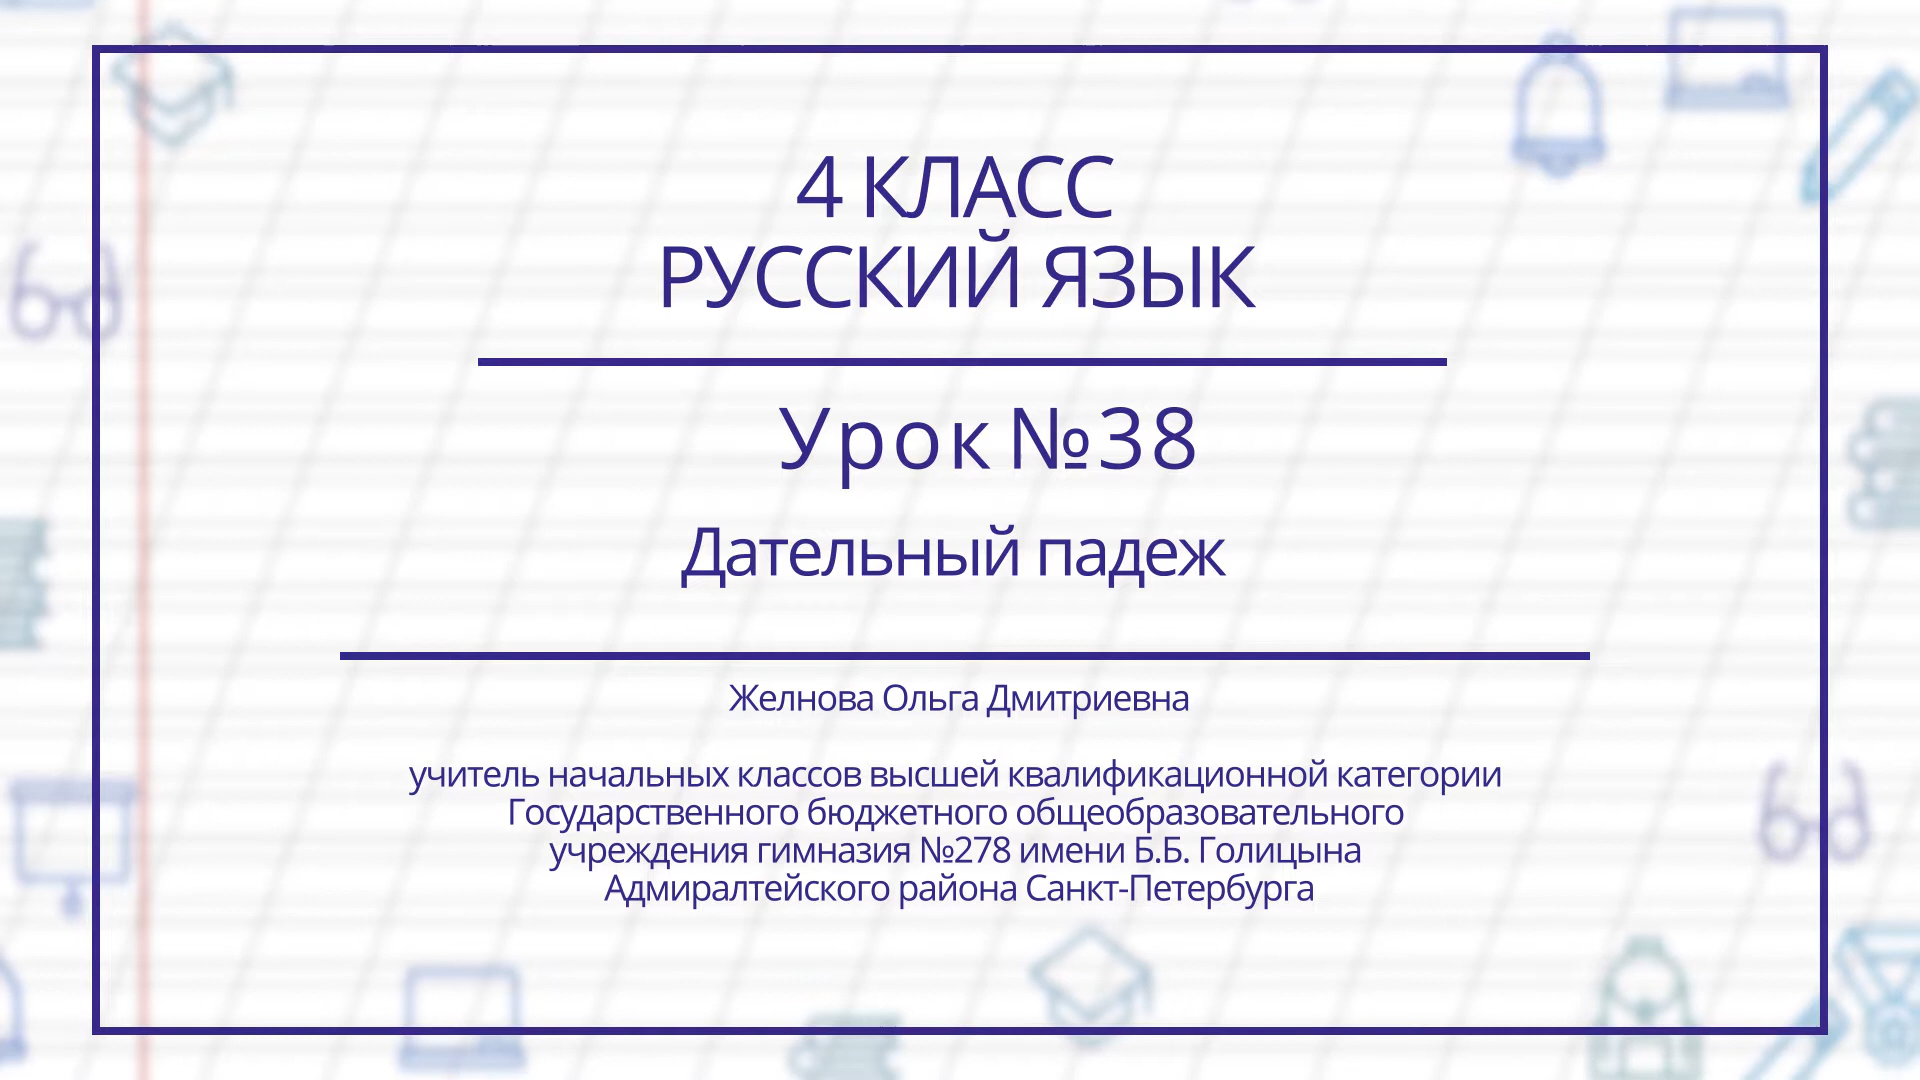 4 КЛАСС
РУССКИЙ ЯЗЫК
Урок №38
Дательный падеж
Желнова Ольга Дмитриевна
учитель начальных классов высшей квалификационной категории
Государственного бюджетного общеобразовательного
учреждения гимназия №278 имени Б.Б. Голицына
Адмиралтейского района Санкт-Петербурга